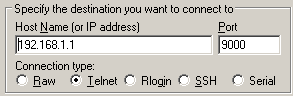 Specify the destination you want to connect to
Host Name (or IP address) Port
192.168.1.1 9000
Connection type:
Raw Telnet Rlogin SSH Serial